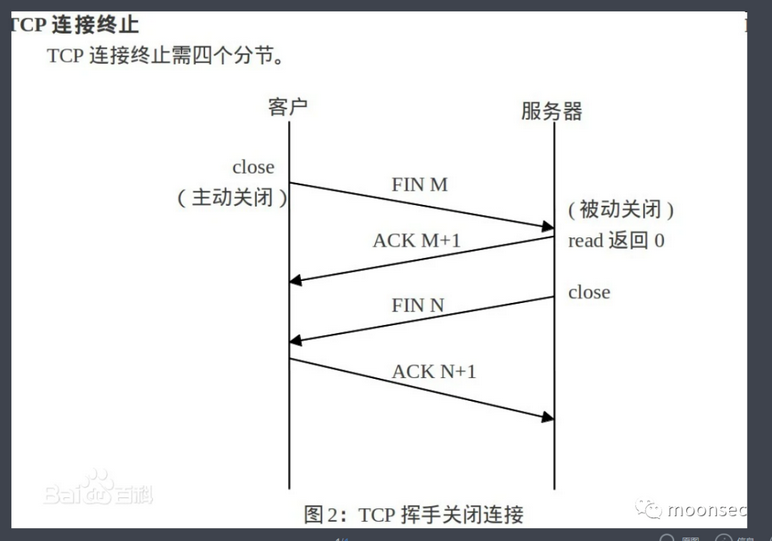 TCP 连接终止
TCP 连接终止需四个分节。
客户
服务器
close
（主动关闭）
FIN M
（被动关闭）
ACK M+1
read 返回 0
close
FIN N
ACK N+1
Baidu百科
图 2：TCP 挥手关闭连接
moonsec